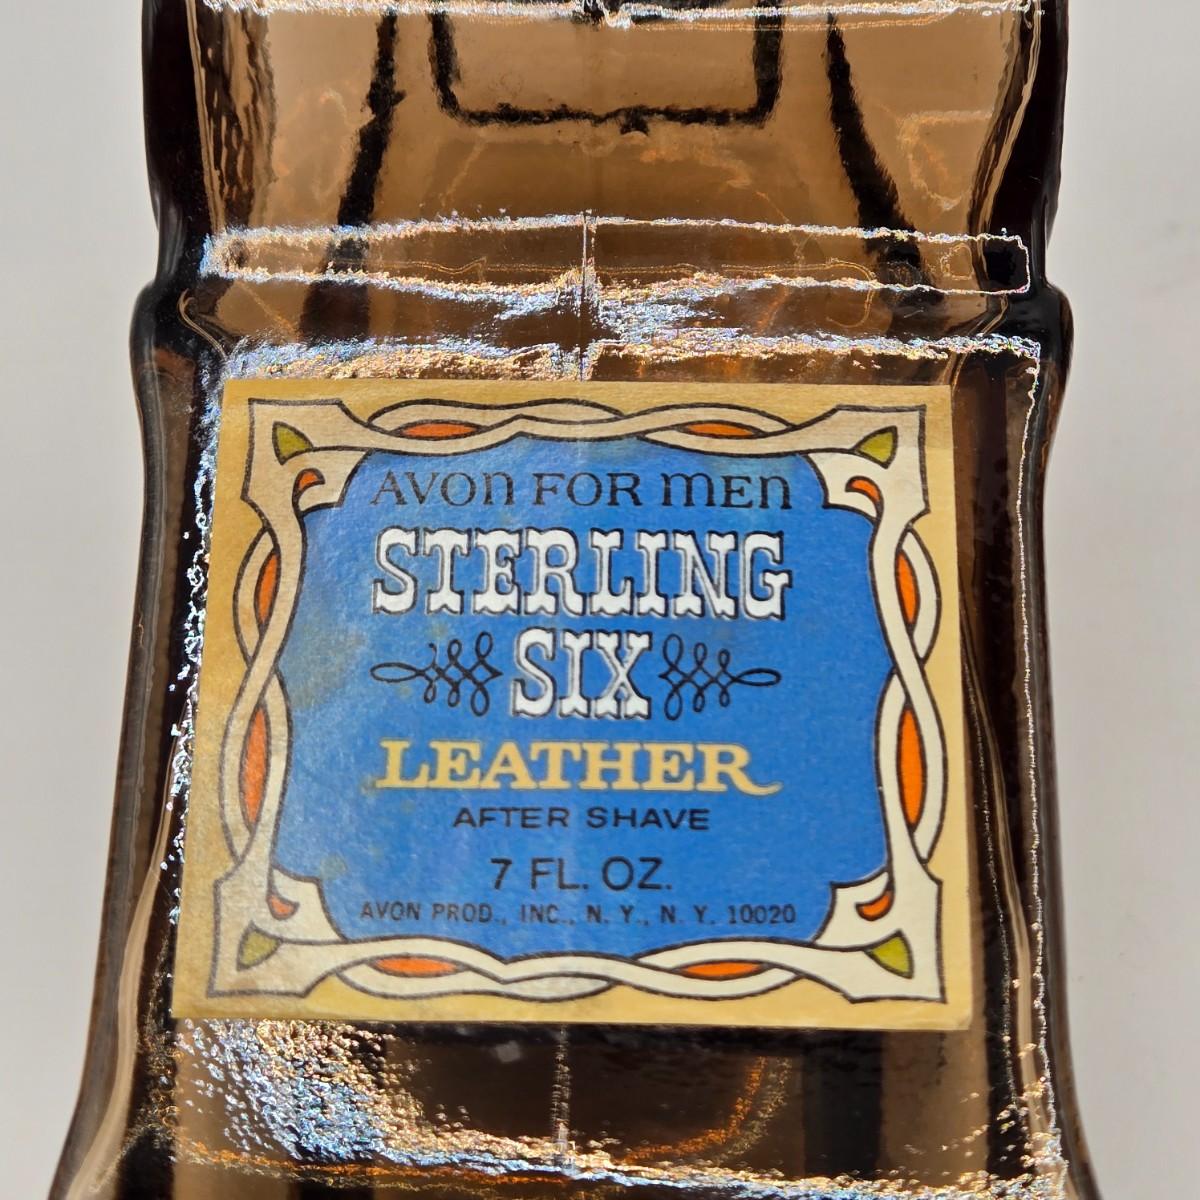 AVON FOR MEN
STERLING
SIX
LEATHER
AFTER SHAVE
7 FL. OZ.
AVON PROD., INC., N. Y., N. Y. 10020